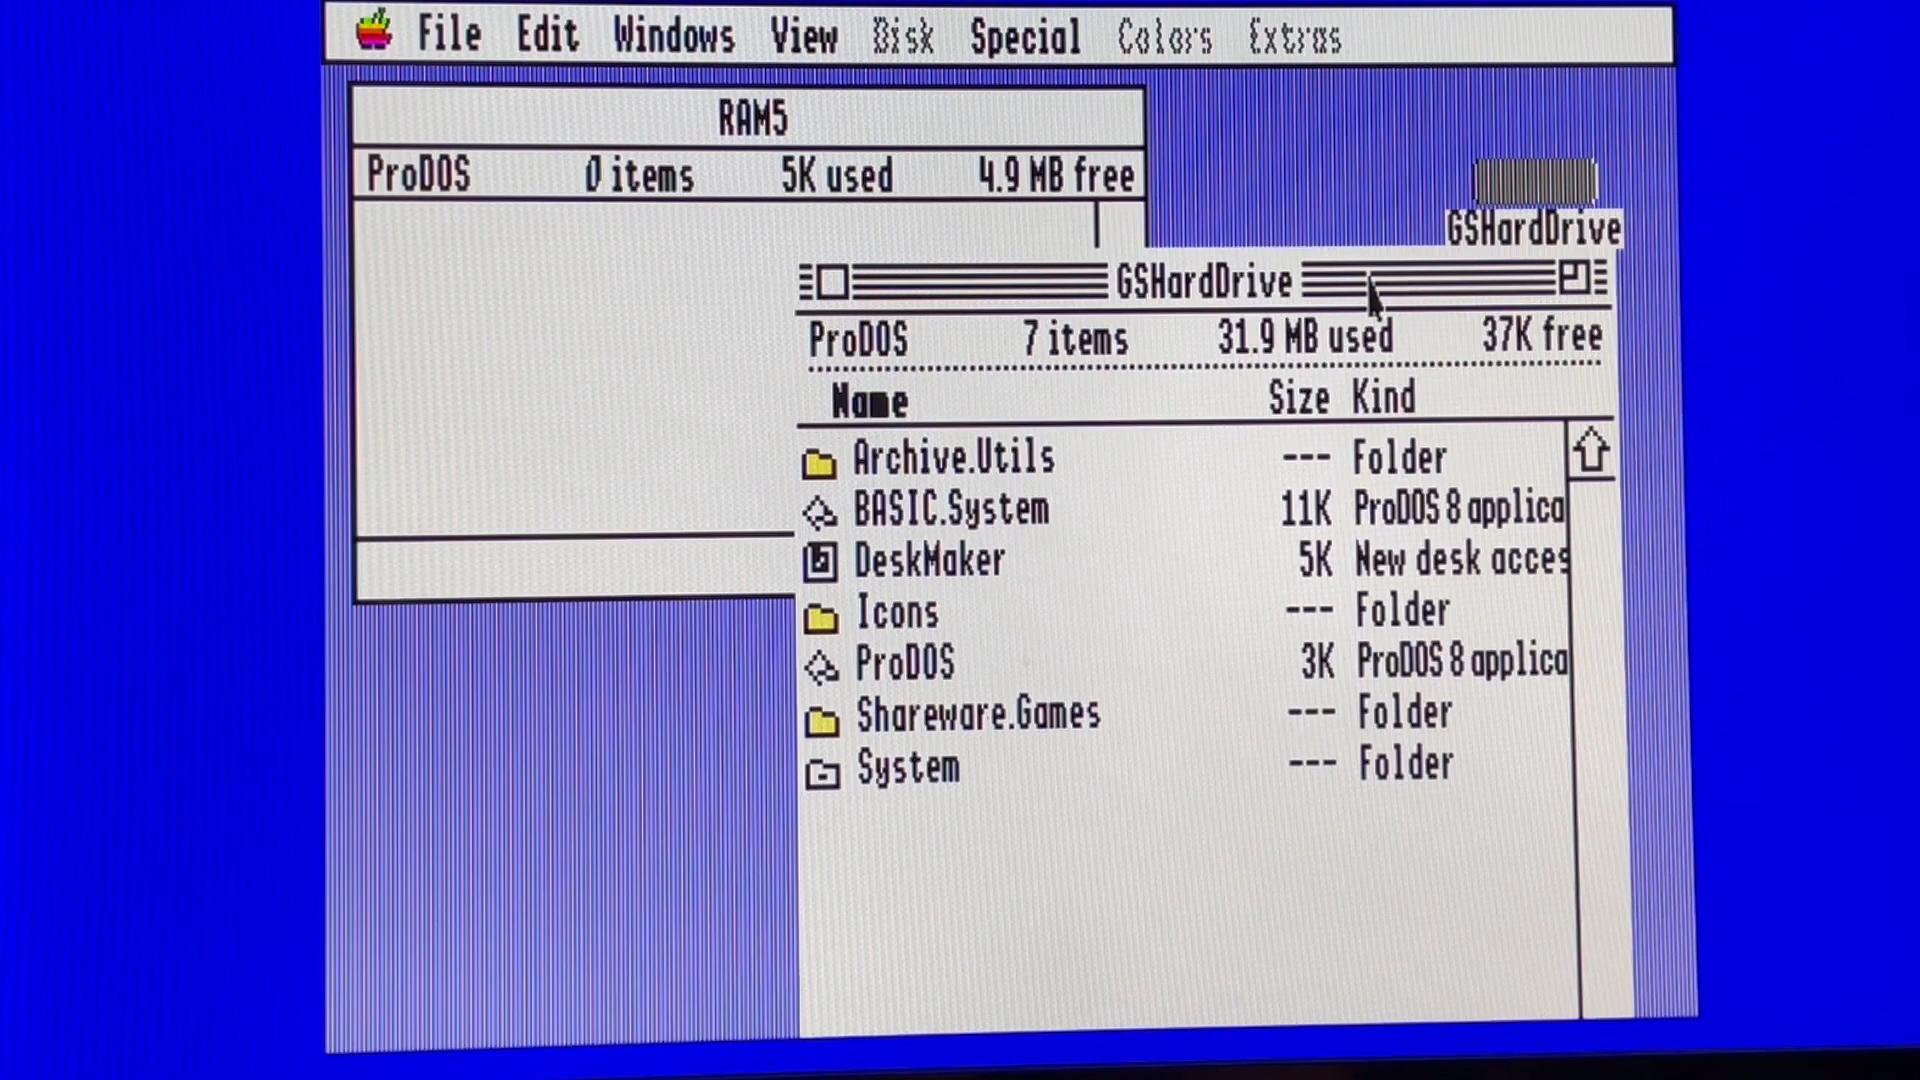 File Edit Windows View Disk Special Colors Extras
RAM5
ProDOS 0 items 5K used 4.9 MB free
GSHardDrive
GSHardDrive
ProDOS 7 items 31.9 MB used 37K free
Name Size Kind
Archive.Utils --- Folder
BASIC.System 11K ProDOS 8 applica
DeskMaker 5K New desk acces
Icons --- Folder
ProDOS 3K ProDOS 8 applica
Shareware.Games --- Folder
System --- Folder